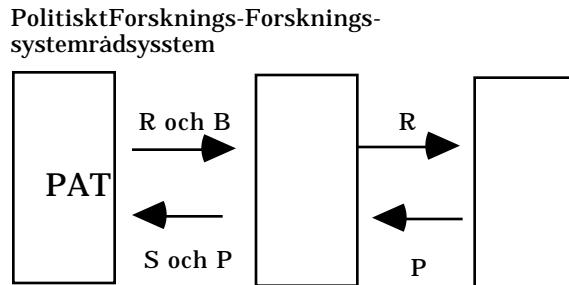 PolitisktForsknings-Forsknings-
systemrådsysstem
R och B
R
PAT
S och P
P